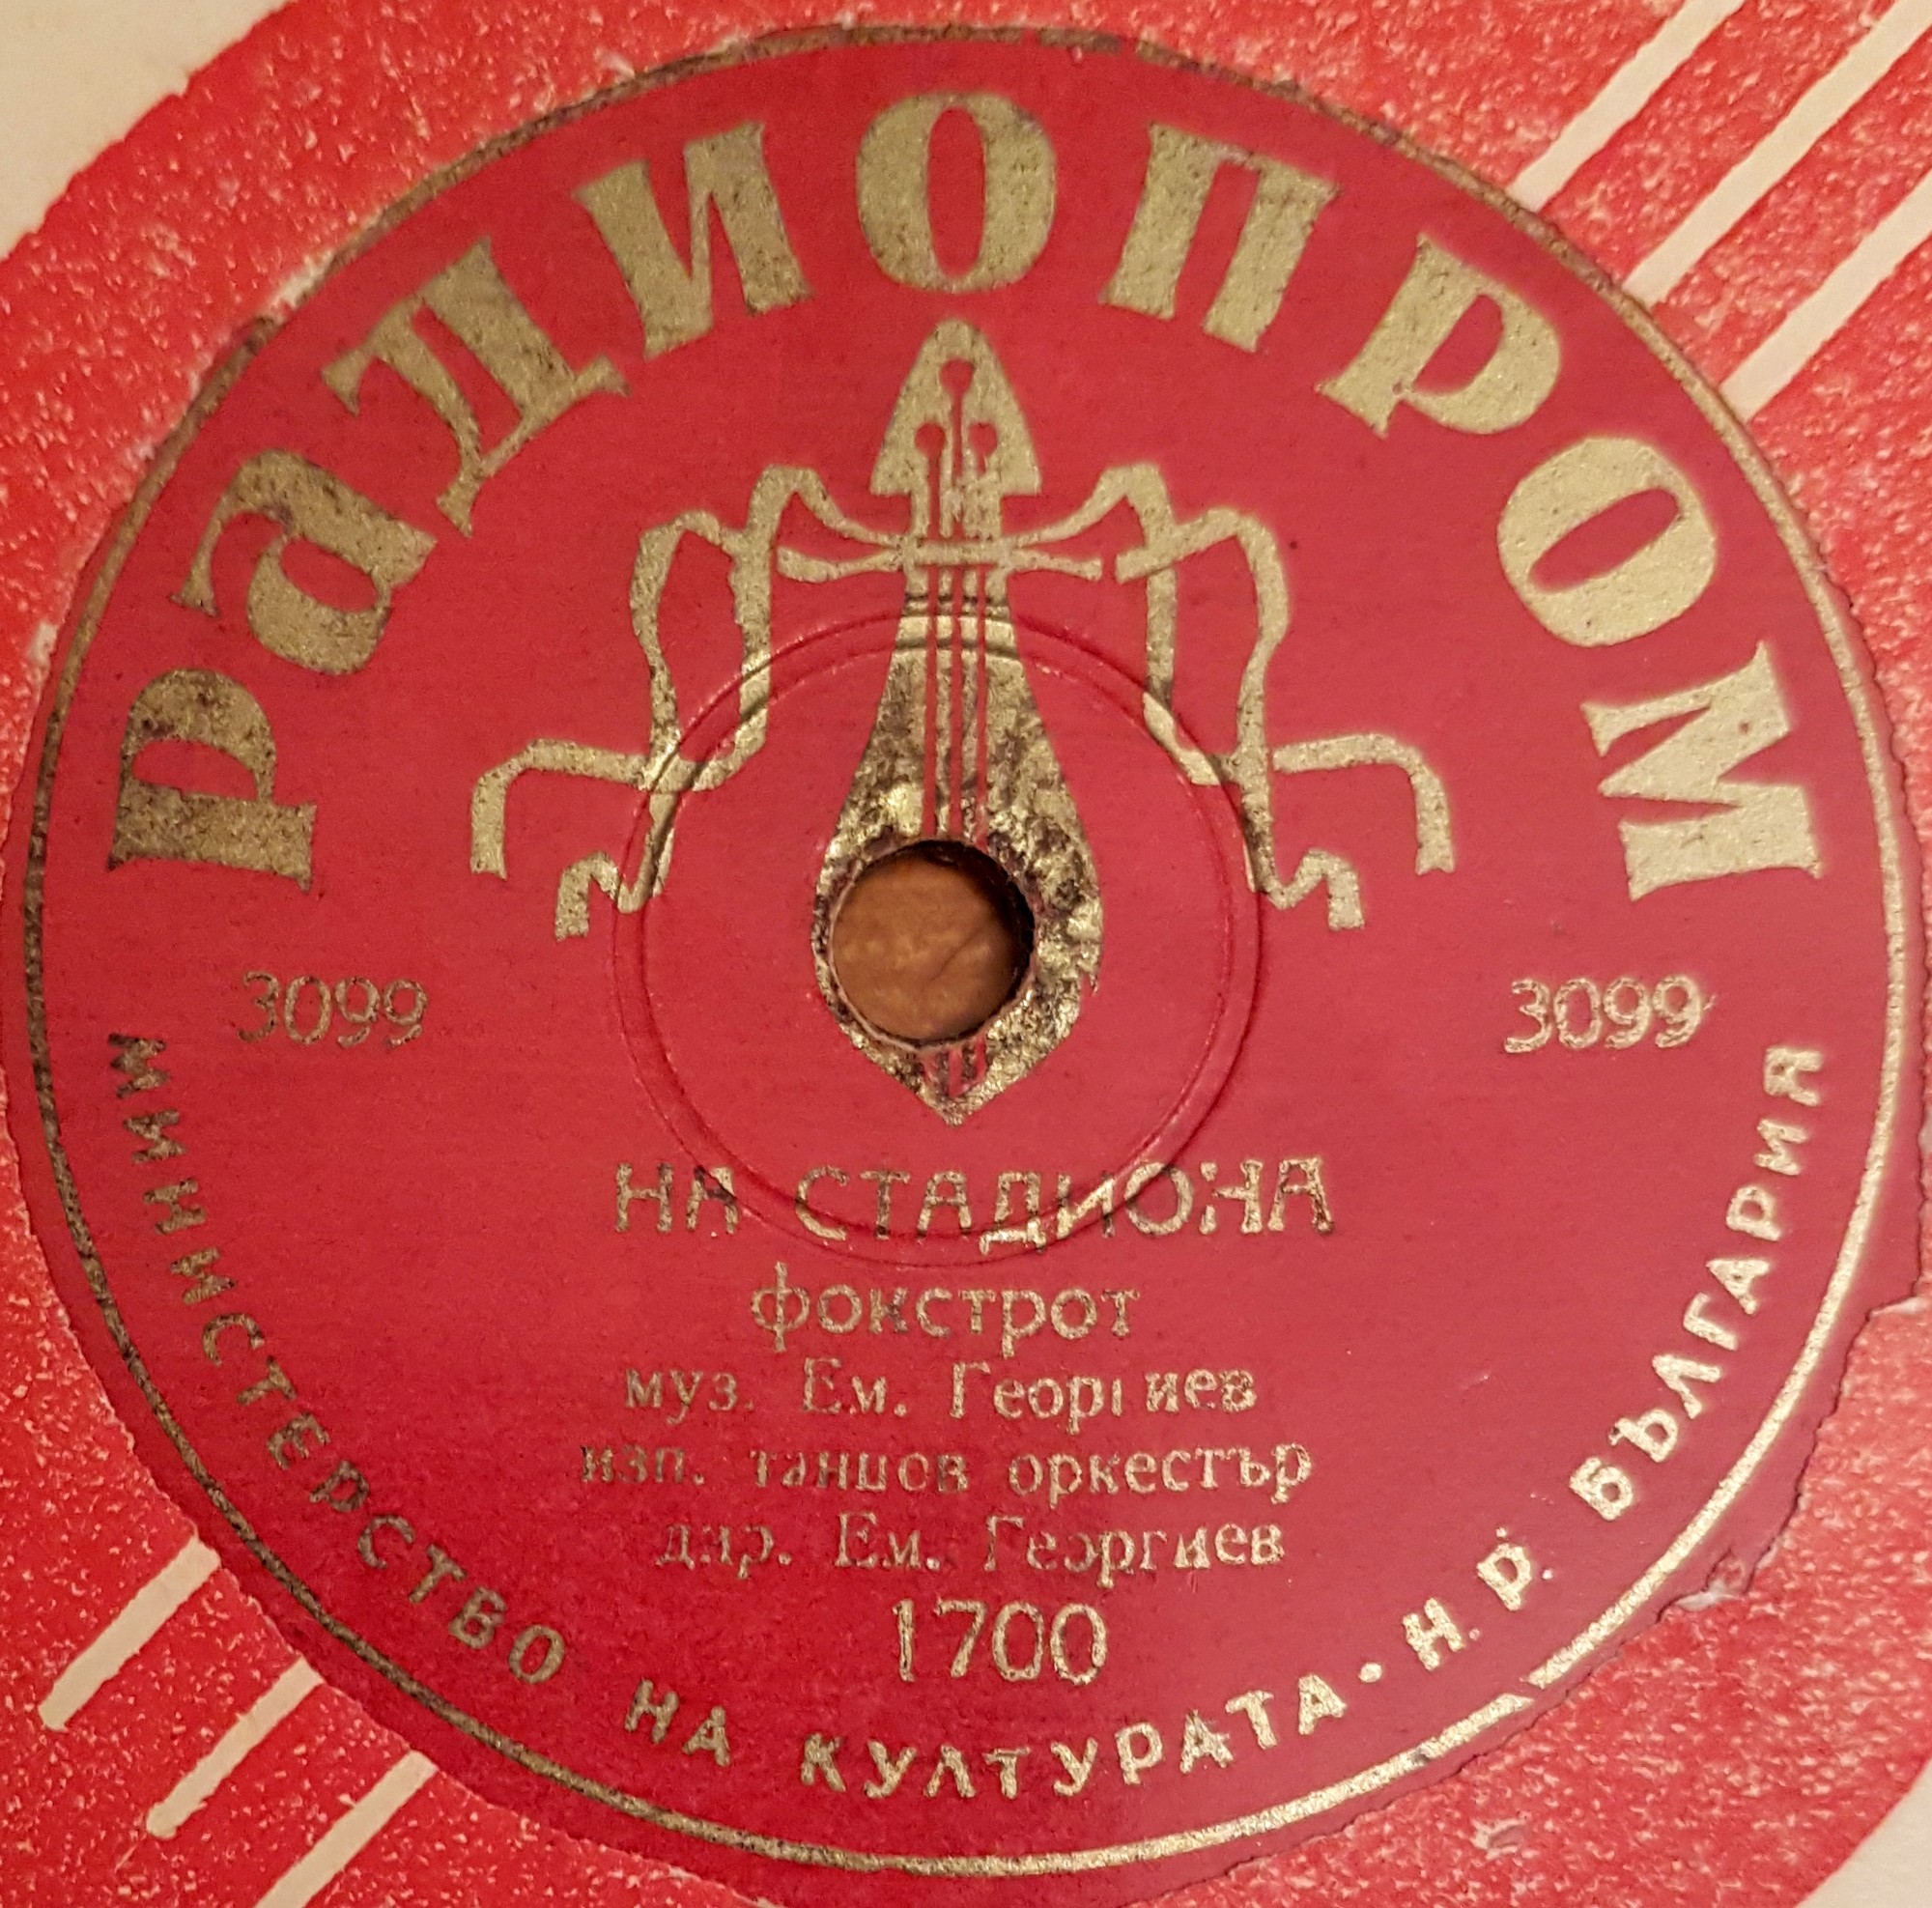 РАДИОПРОМ
3099 3099
НА СТАДИОНА
фокстрот
муз. Ем. Георгиев
изп. танцов оркестър
дир. Ем. Георгиев
1700
МИНИСТЕРСТВО НА КУЛТУРАТА • Н. Р. БЪЛГАРИЯ